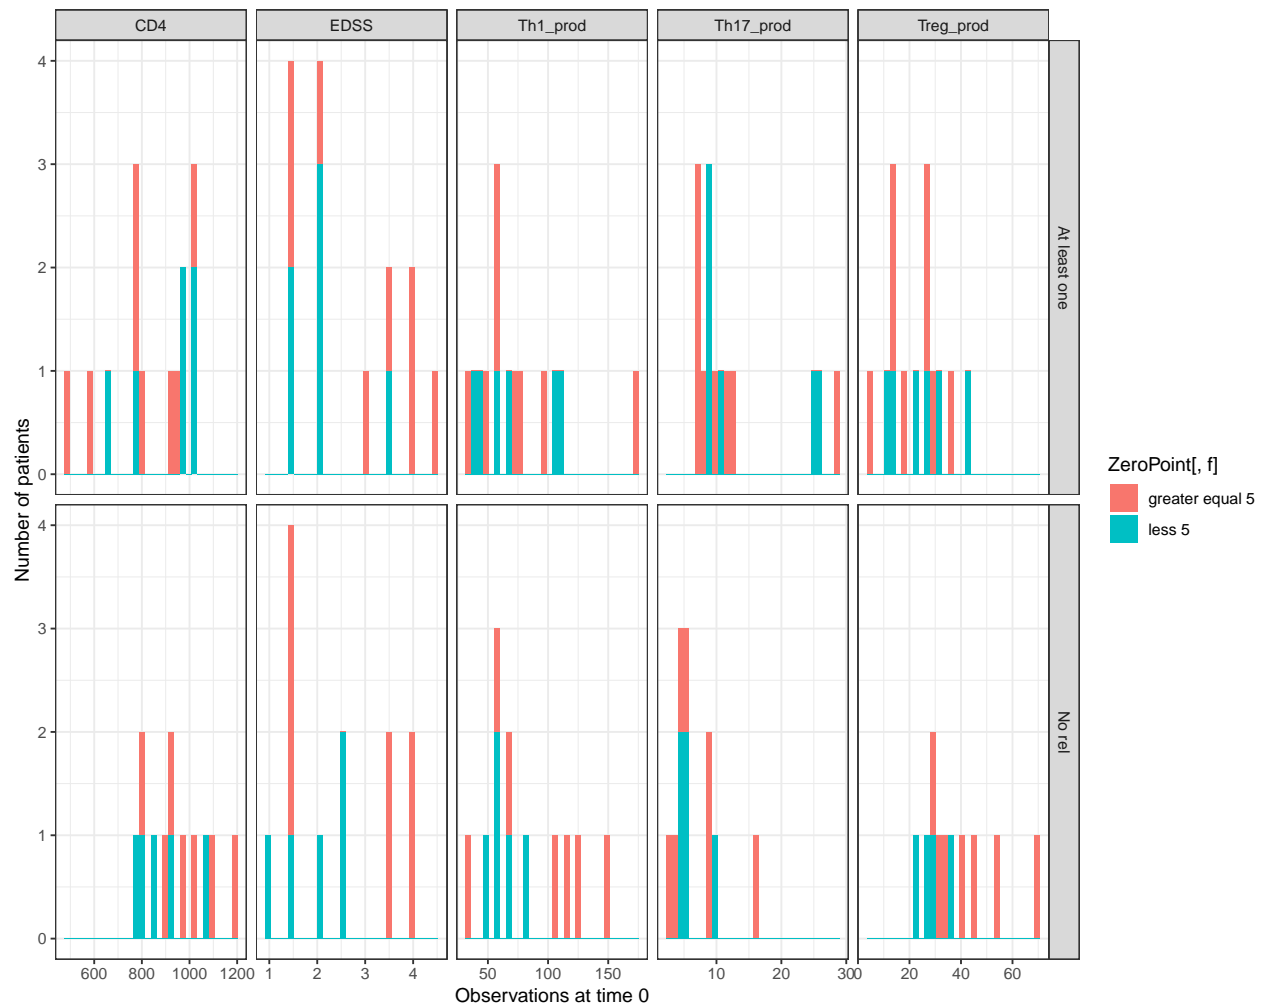 CD4 EDSS Th1_prod Th17_prod Treg_prod
4
3
2
1
0
At least one
4
3
2
1
0
No rel
Number of patients
600 800 1000 1200 1 2 3 4 50 100 150 10 20 30 0 20 40 60
Observations at time 0
ZeroPoint[, f]
greater equal 5
less 5